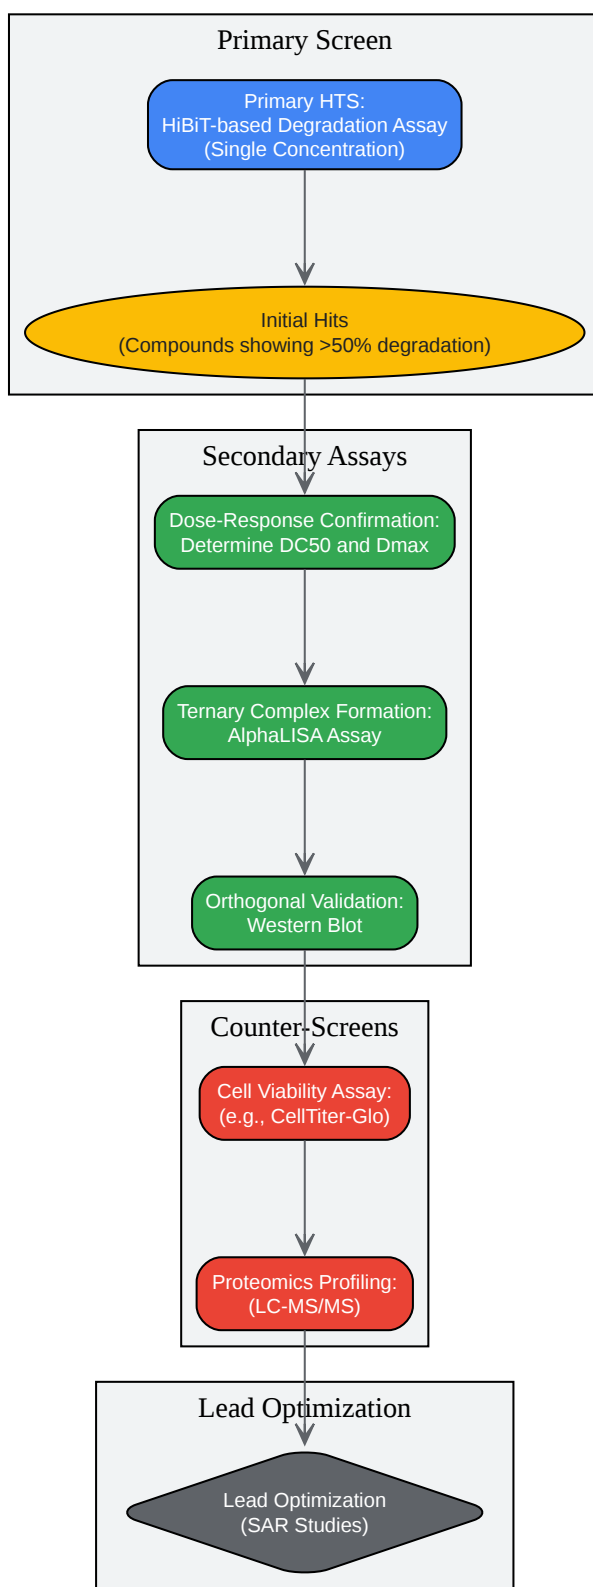 Primary Screen
Primary HTS:
HiBiT-based Degradation Assay
(Single Concentration)
Initial Hits
(Compounds showing >50% degradation)
Secondary Assays
Dose-Response Confirmation:
Determine DC50 and Dmax
Ternary Complex Formation:
AlphaLISA Assay
Orthogonal Validation:
Western Blot
Counter-Screens
Cell Viability Assay:
(e.g., CellTiter-Glo)
Proteomics Profiling:
(LC-MS/MS)
Lead Optimization
Lead Optimization
(SAR Studies)